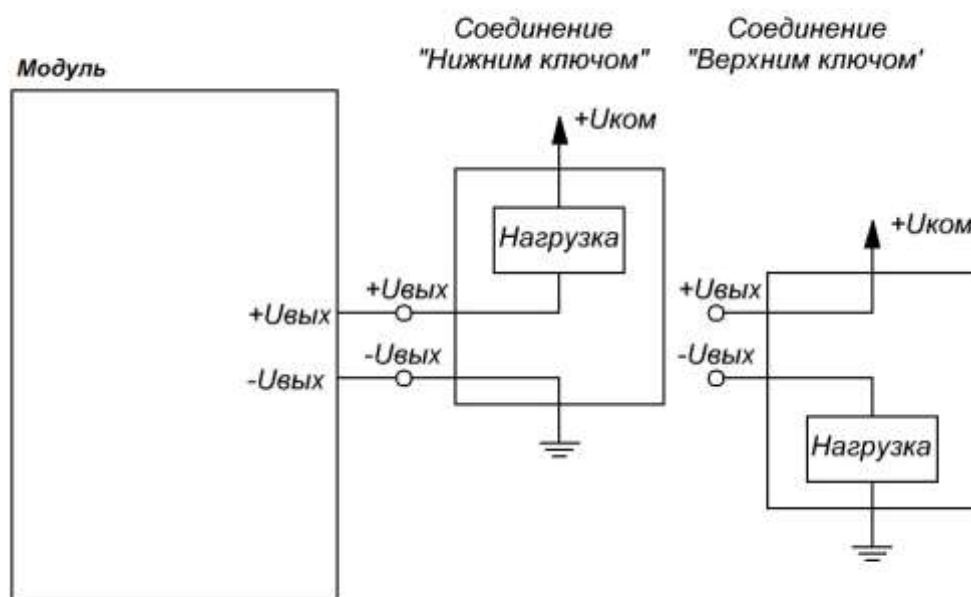 Модуль
Соединение
"Нижним ключом"
Соединение
"Верхним ключом'
+Uком
Нагрузка
+Uком
+Uвых
+Uвых
-Uвых
-Uвых
+Uвых
-Uвых
Нагрузка